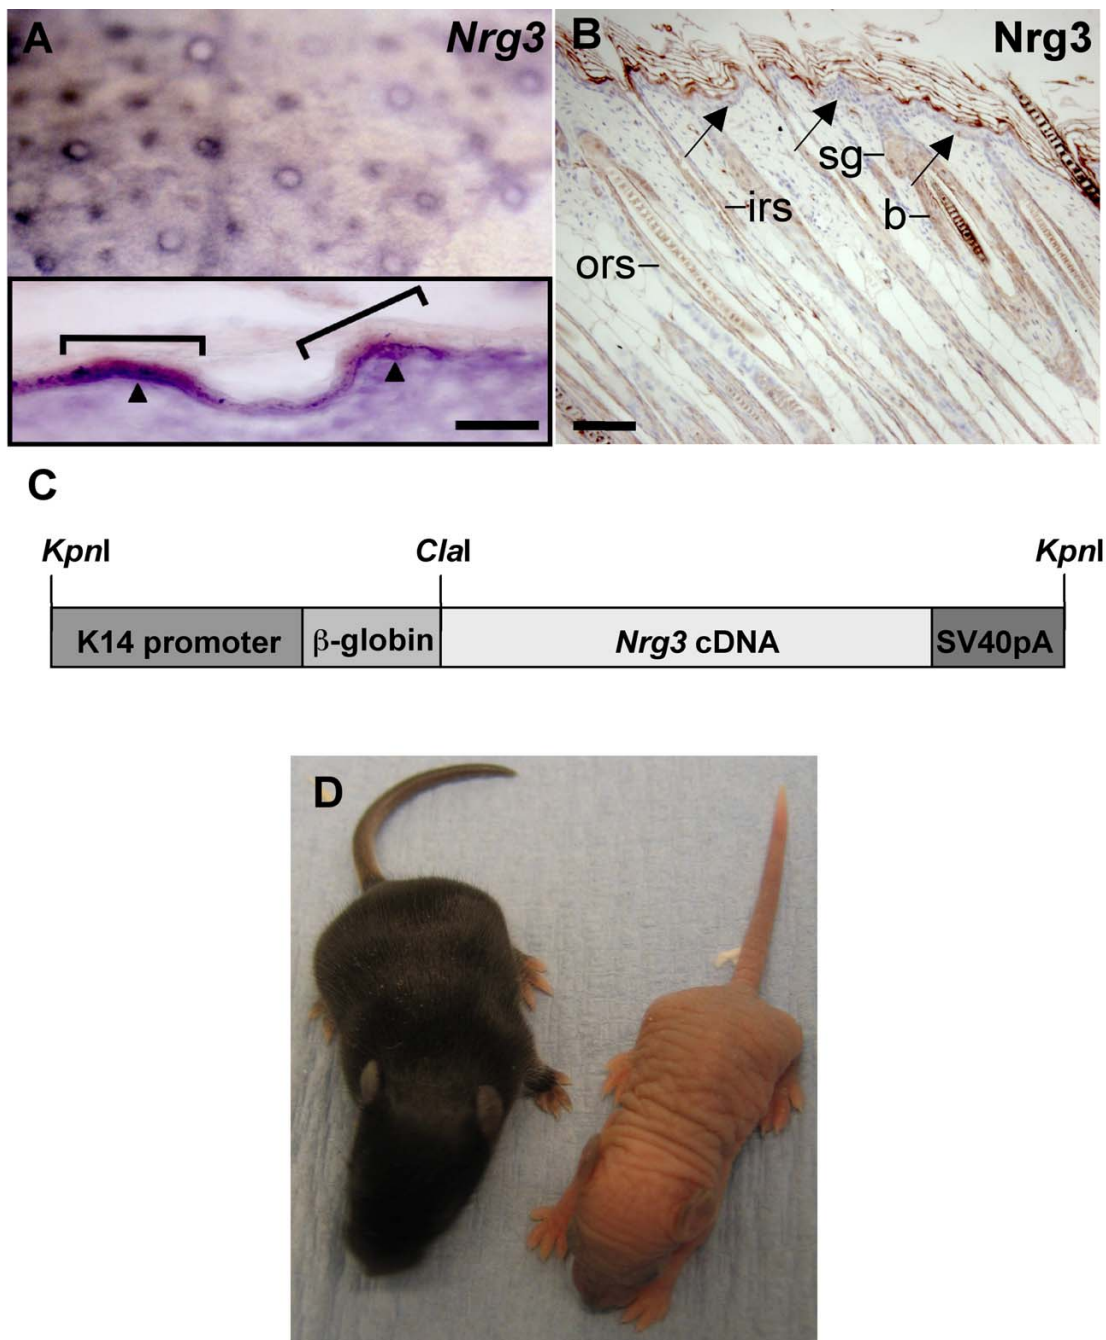 A
Nrg3
B
Nrg3
sg
irs
b
ors
C
KpnI
ClaI
KpnI
K14 promoter
β-globin
Nrg3 cDNA
SV40pA
D